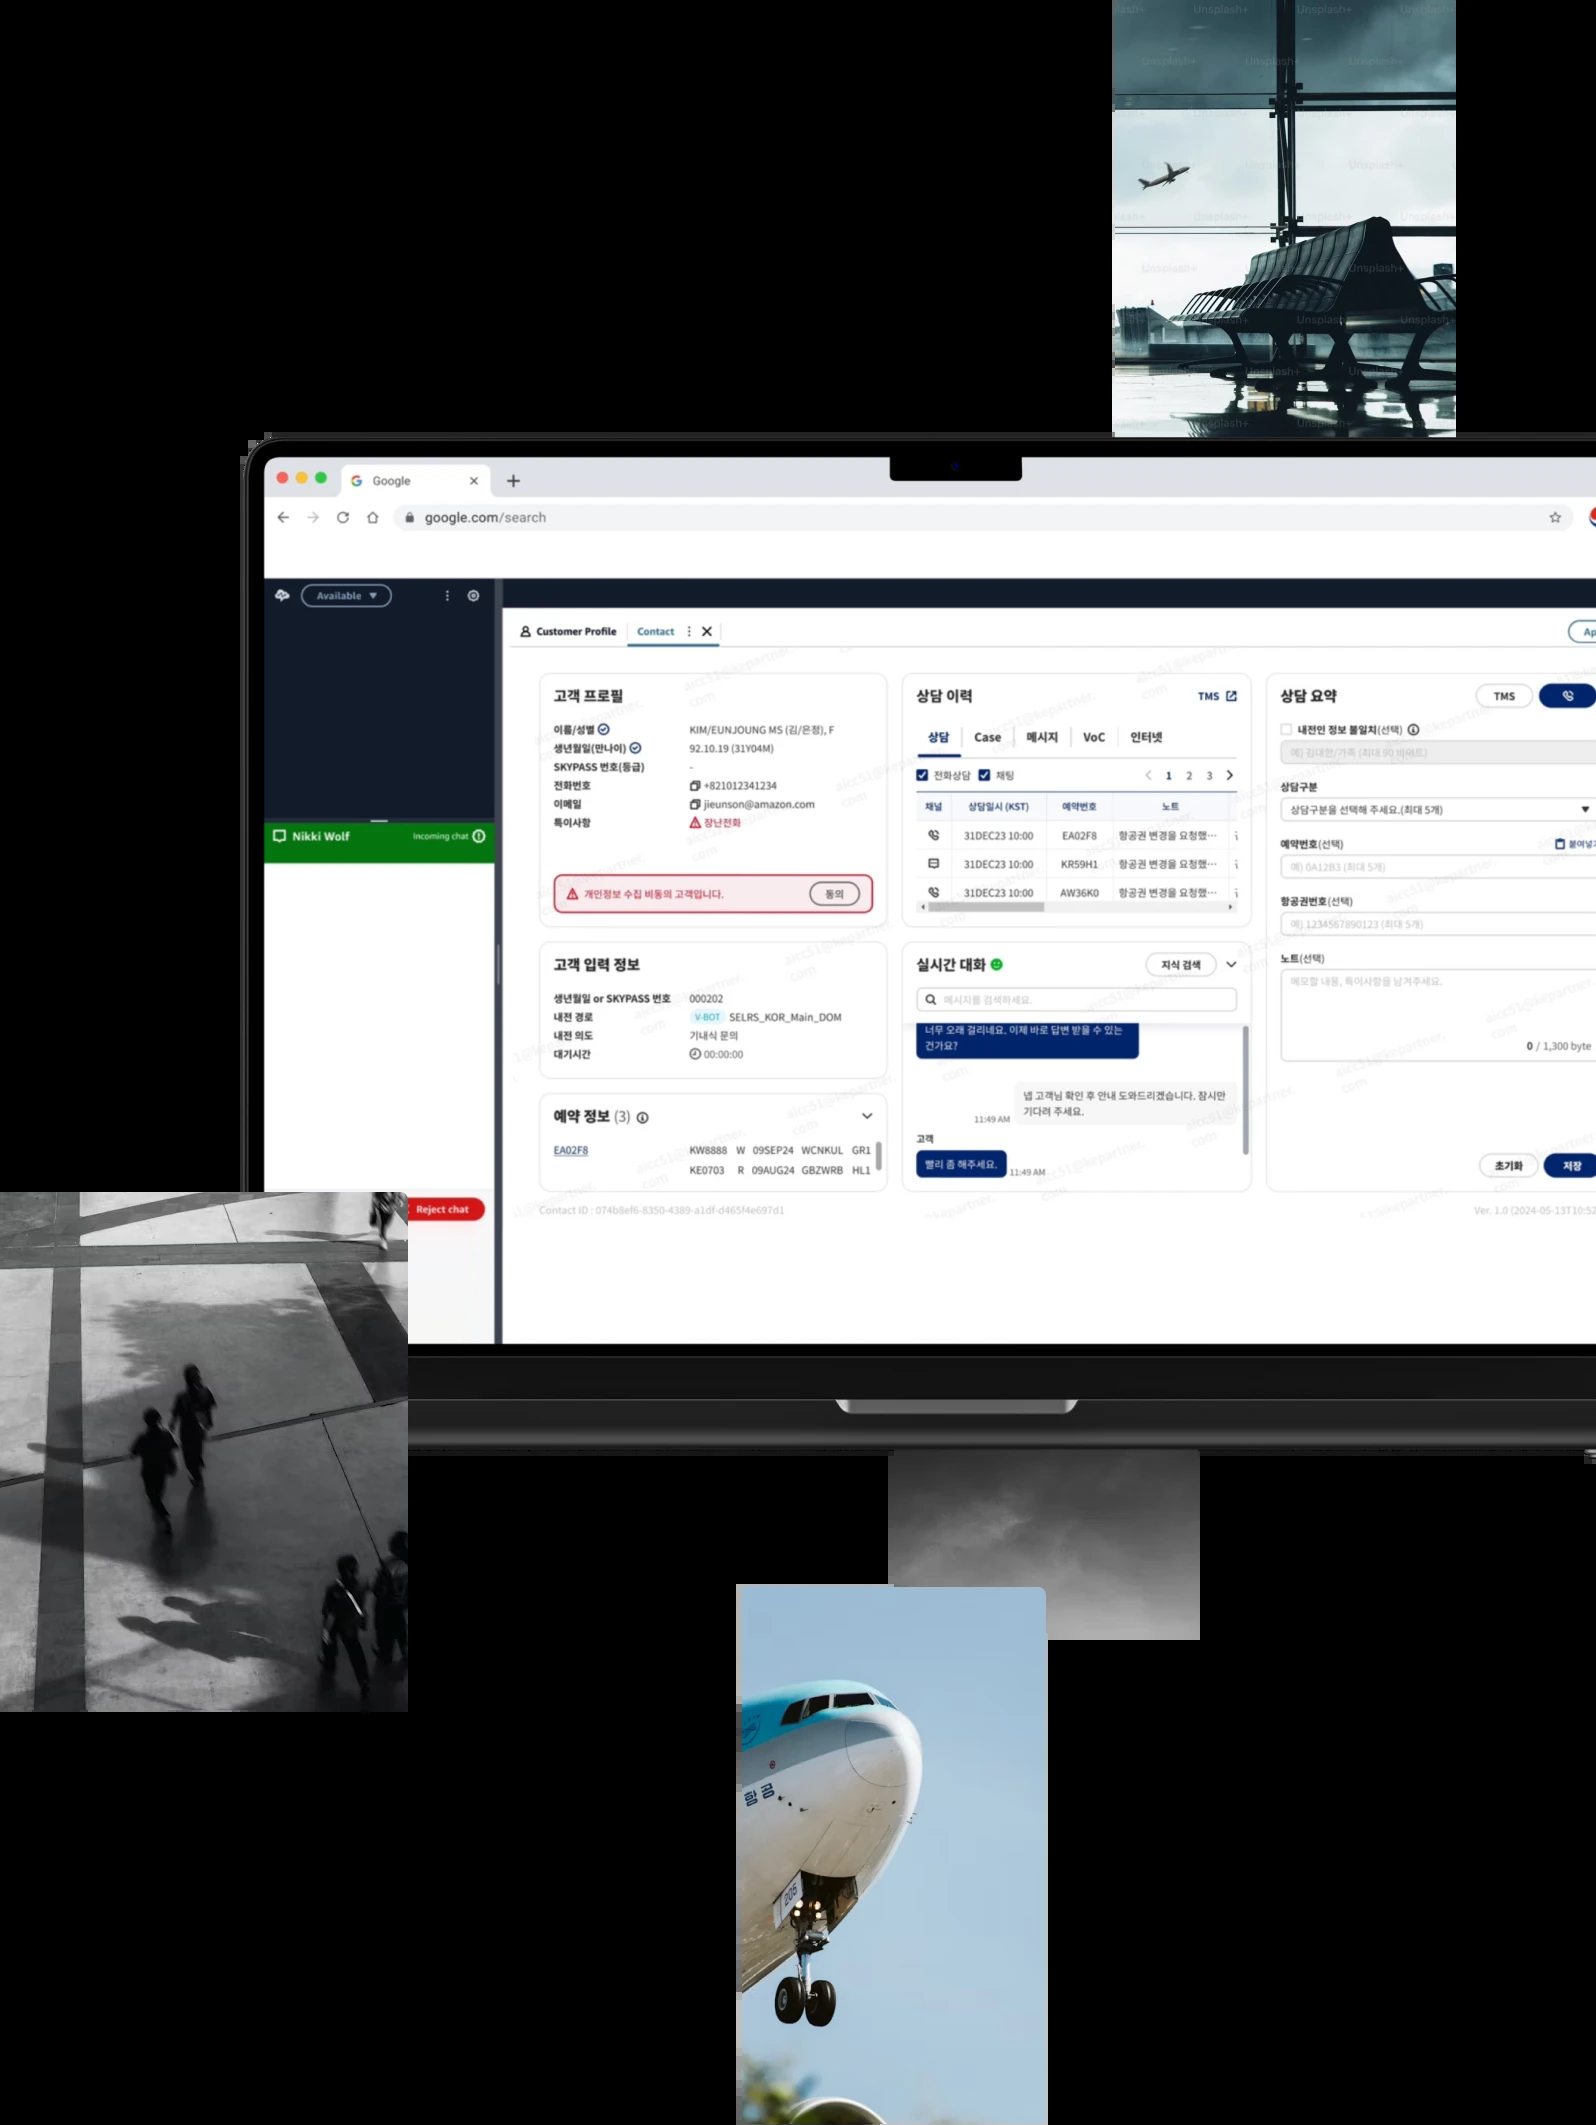 Unsplash+
Google
google.com/search
Available
Customer Profile
Contact
Nikki Wolf
Incoming chat
Reject chat
고객 프로필
이름/성별 KIM/EUNJOUNG MS (김/은정), F
생년월일(만나이) 92.10.19 (31Y04M)
SKYPASS 번호(등급) -
전화번호 +821012341234
이메일 jieunson@amazon.com
특이사항 장난전화
개인정보 수집 비동의 고객입니다. 동의
고객 입력 정보
생년월일 or SKYPASS 번호 000202
내전 경로 V-BOT SELRS_KOR_Main_DOM
내전 의도 기내식 문의
대기시간 00:00:00
예약 정보 (3)
EA02F8 KW8888 W 09SEP24 WCNKUL GR1
KE0703 R 09AUG24 GBZWRB HL1
Contact ID : 074b8ef6-8350-4389-a1df-d465f4e697d1
상담 이력 TMS
상담 Case 메시지 VoC 인터넷
전화상담 채팅 1 2 3
채널 상담일시 (KST) 예약번호 노트
31DEC23 10:00 EA02F8 항공권 변경을 요청했…
31DEC23 10:00 KR59H1 항공권 변경을 요청했…
31DEC23 10:00 AW36K0 항공권 변경을 요청했…
실시간 대화 지식 검색
메시지를 검색하세요.
너무 오래 걸리네요. 이제 바로 답변 받을 수 있는
건가요?
넵 고객님 확인 후 안내 도와드리겠습니다. 잠시만
기다려 주세요.
11:49 AM
고객
빨리 좀 해주세요.
11:49 AM
상담 요약 TMS
내전인 정보 불일치(선택)
예) 김대한/가족 (최대 90 바이트)
상담구분
상담구분을 선택해 주세요.(최대 5개)
예약번호(선택)
예) 0A12B3 (최대 5개)
항공권번호(선택)
예) 1234567890123 (최대 5개)
노트(선택)
메모할 내용, 특이사항을 남겨주세요.
0 / 1,300 byte
초기화 저장
Ver. 1.0 (2024-05-13T10:52
aicc51@kepartner.
com
항공
205